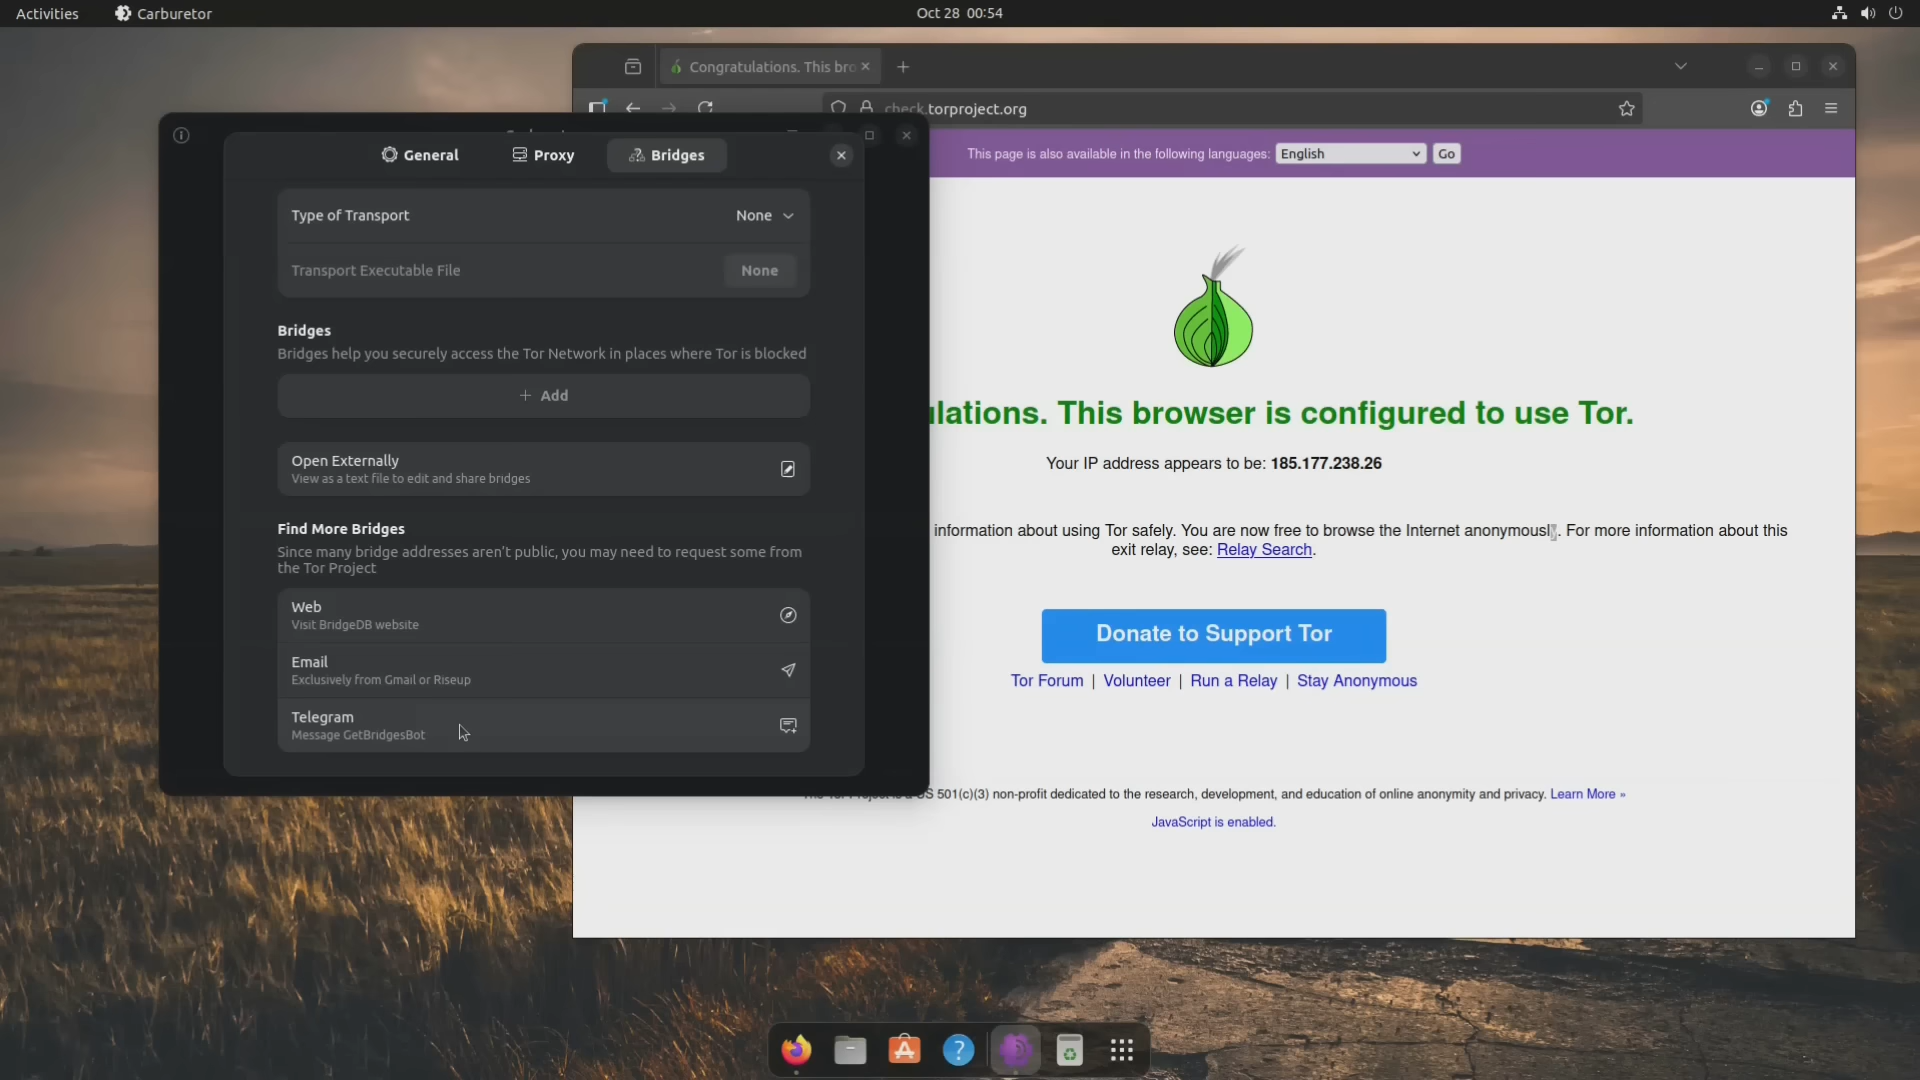 Activities
Carburetor
Oct 28 00:54
Congratulations. This bro
check.torproject.org
This page is also available in the following languages:
English
Go
General
Proxy
Bridges
Type of Transport
None
Transport Executable File
None
Bridges
Bridges help you securely access the Tor Network in places where Tor is blocked
+ Add
Open Externally
View as a text file to edit and share bridges
Find More Bridges
Since many bridge addresses aren't public, you may need to request some from
the Tor Project
Web
Visit BridgeDB website
Email
Exclusively from Gmail or Riseup
Telegram
Message GetBridgesBot
ulations. This browser is configured to use Tor.
Your IP address appears to be: 185.177.238.26
information about using Tor safely. You are now free to browse the Internet anonymously. For more information about this
exit relay, see: Relay Search.
Donate to Support Tor
Tor Forum | Volunteer | Run a Relay | Stay Anonymous
US 501(c)(3) non-profit dedicated to the research, development, and education of online anonymity and privacy. Learn More »
JavaScript is enabled.